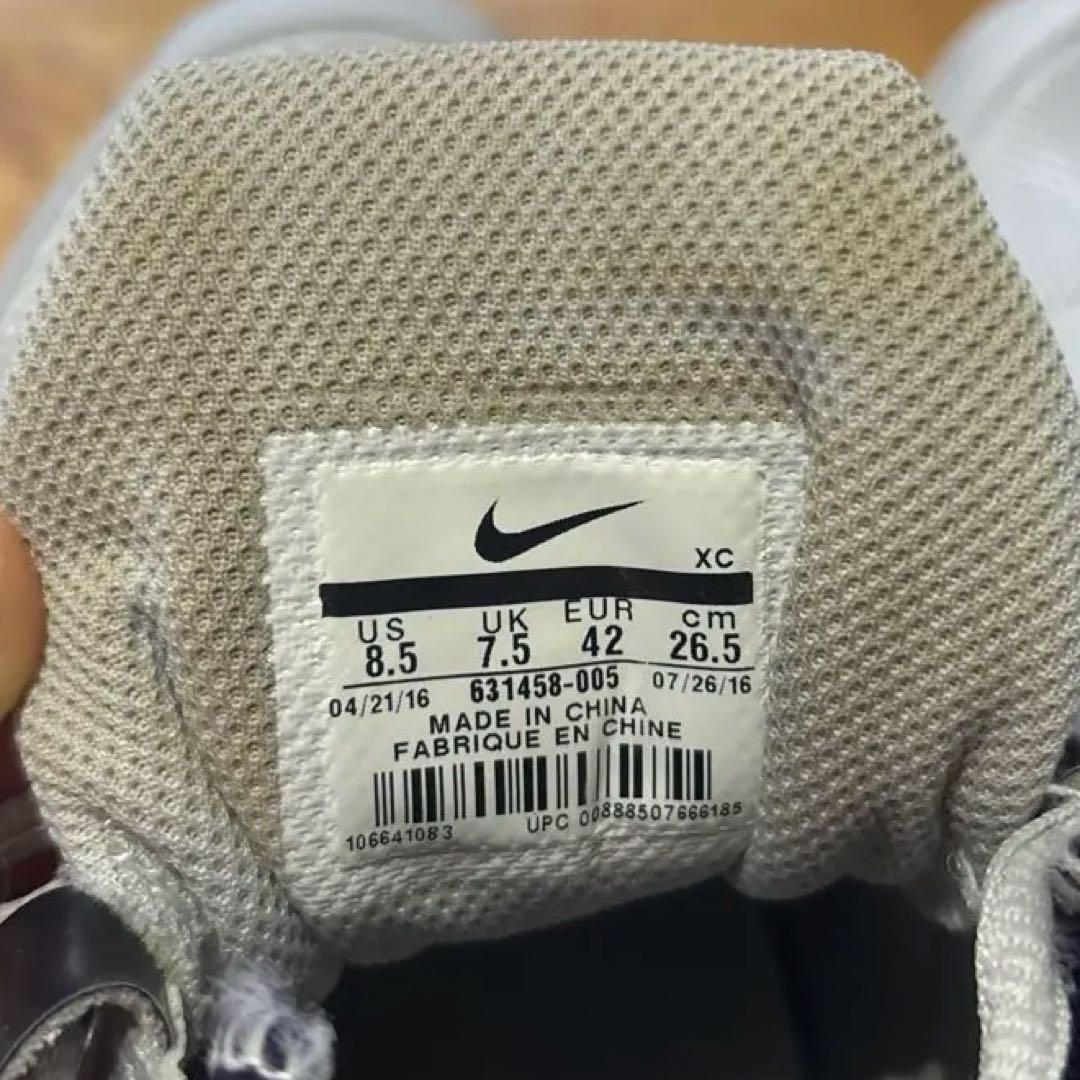 XC
US UK EUR cm
8.5 7.5 42 26.5
04/21/16 631458-005 07/26/16
MADE IN CHINA
FABRIQUE EN CHINE
106641083 UPC 00888507666185